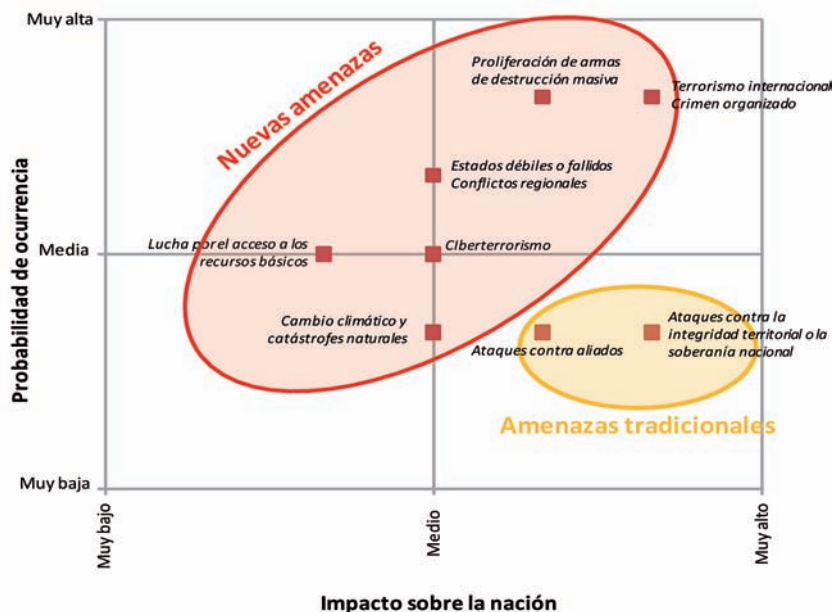 Muy alta
Proliferación de armas
de destrucción masiva
Terrorismo internacional
Crimen organizado
Nuevas amenazas
Estados débiles o fallidos
Conflictos regionales
Probabilidad de ocurrencia
Media
Lucha por el acceso a los
recursos básicos
CIberterrorismo
Cambio climático y
catástrofes naturales
Ataques contra aliados
Ataques contra la
integridad territorial o la
soberanía nacional
Amenazas tradicionales
Muy baja
Muy bajo
Medio
Muy alto
Impacto sobre la nación